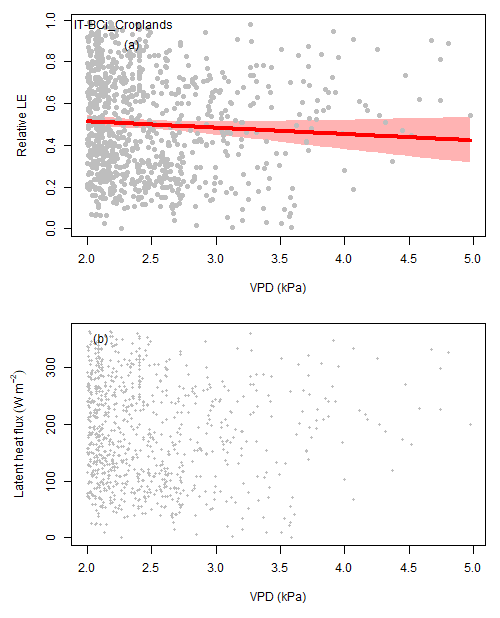 IT-BCi_Croplands
(a)
1.0
0.8
0.6
0.4
0.2
0.0
Relative LE
2.0 2.5 3.0 3.5 4.0 4.5 5.0
VPD (kPa)
(b)
300
200
100
0
Latent heat flux (W m⁻²)
2.0 2.5 3.0 3.5 4.0 4.5 5.0
VPD (kPa)